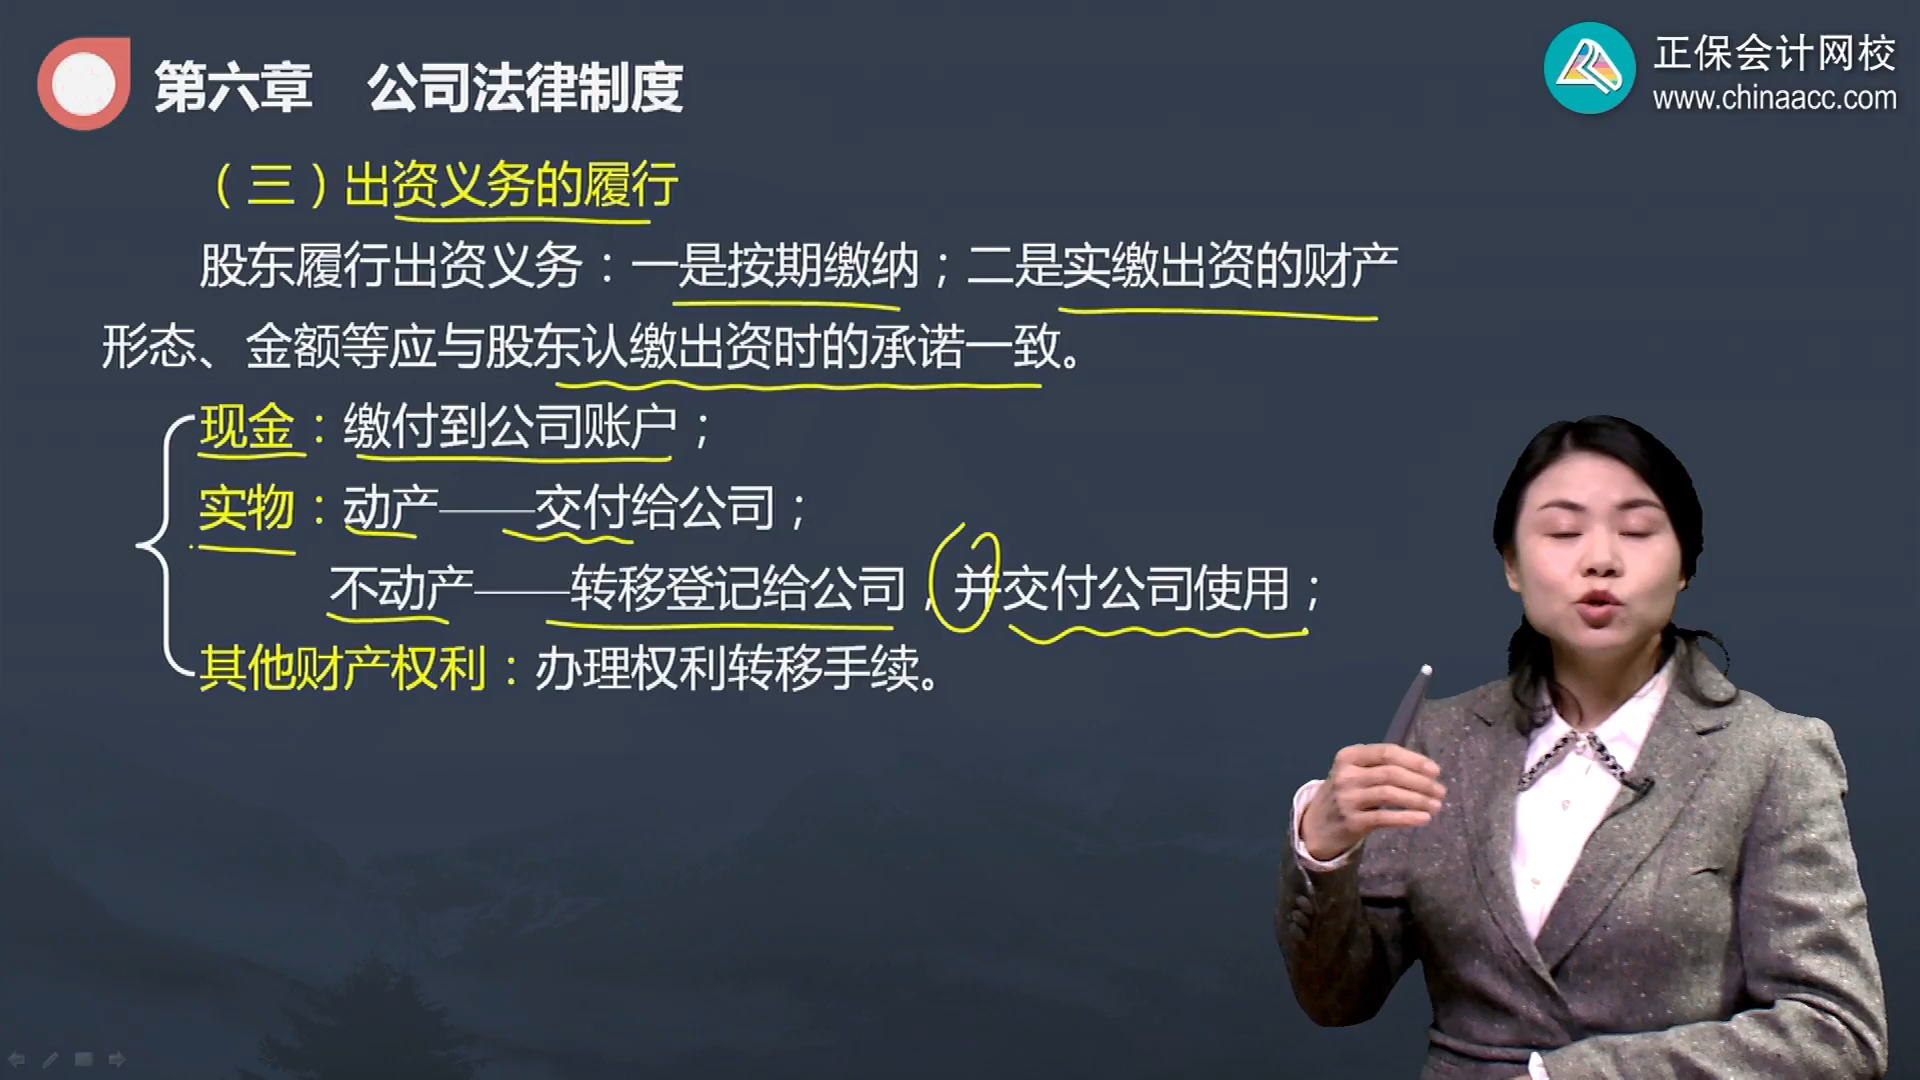 第六章 公司法律制度
正保会计网校
www.chinaacc.com
（三）出资义务的履行
股东履行出资义务：一是按期缴纳；二是实缴出资的财产
形态、金额等应与股东认缴出资时的承诺一致。
现金：缴付到公司账户；
实物：动产——交付给公司；
不动产——转移登记给公司，并交付公司使用；
其他财产权利：办理权利转移手续。